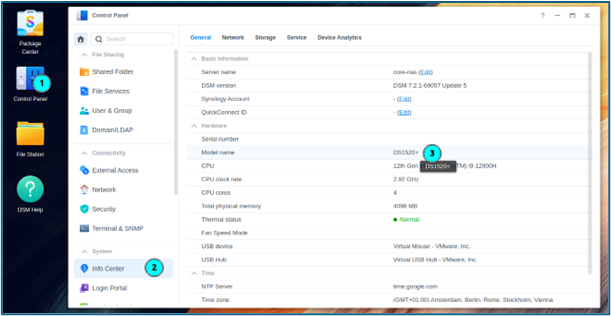 Package
Center
1
Control Panel
File Station
DSM Help
Control Panel
?
Search
File Sharing
Shared Folder
File Services
User & Group
Domain/LDAP
Connectivity
External Access
Network
Security
Terminal & SNMP
System
Info Center
2
Login Portal
General Network Storage Service Device Analytics
Basic Information
Server name core-nas (Edit)
DSM version DSM 7.2.1-69057 Update 5
Synology Account - (Edit)
QuickConnect ID - (Edit)
Hardware
Serial number
Model name DS1520+ 3
CPU 12th Gen DS1520+ TM) i9-12900H
CPU clock rate 2.92 GHz
CPU cores 4
Total physical memory 4096 MB
Thermal status Normal
Fan Speed Mode
USB device Virtual Mouse - VMware, Inc.
USB Hub Virtual USB Hub - VMware, Inc.
Time
NTP Server time.google.com
Time zone (GMT+01:00) Amsterdam, Berlin, Rome, Stockholm, Vienna